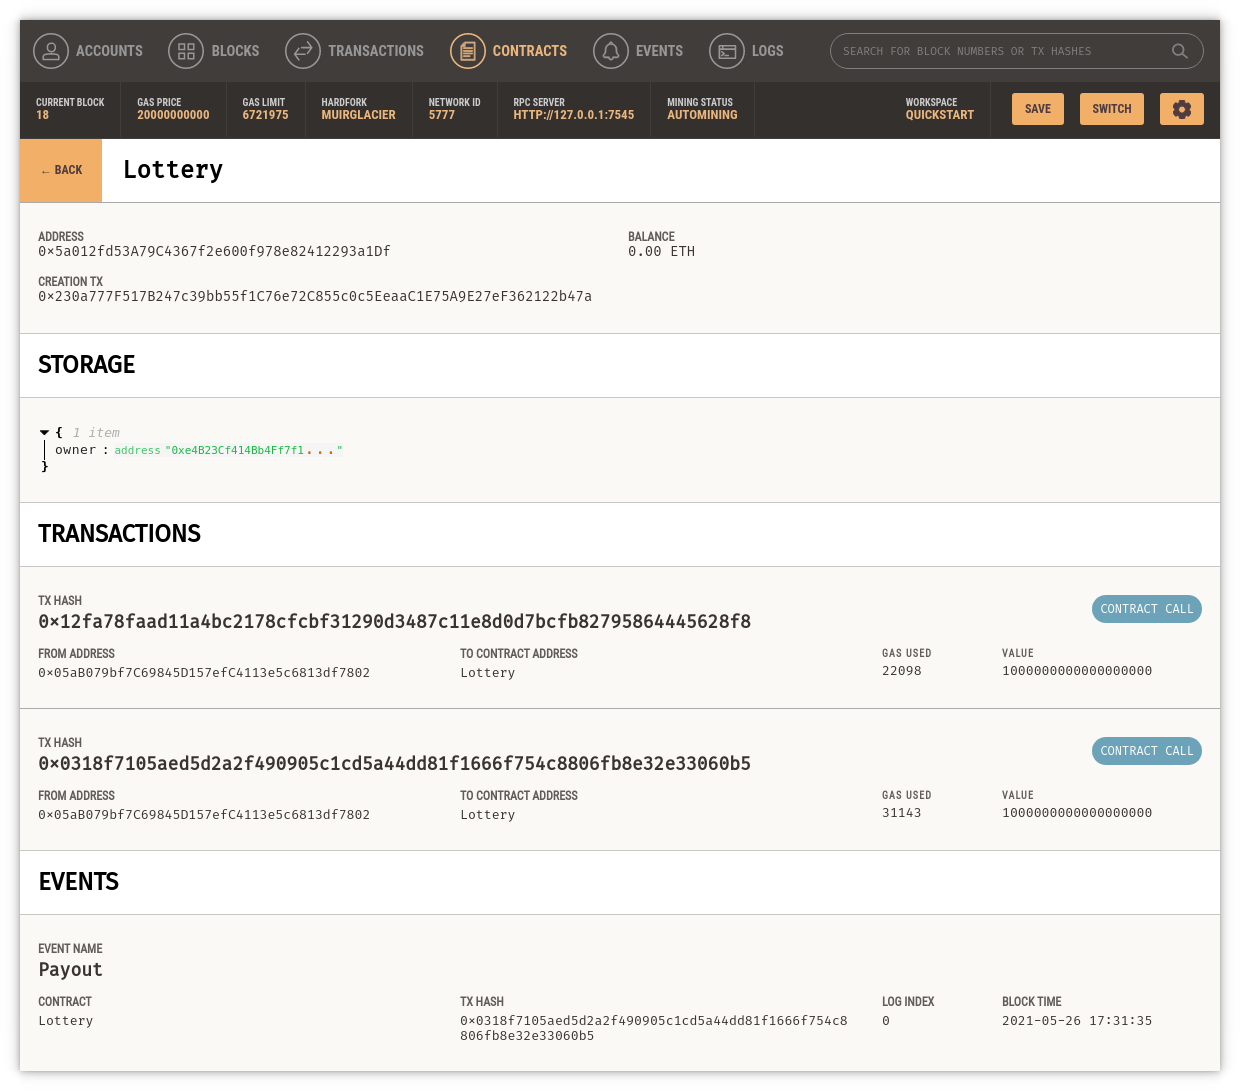 ACCOUNTS BLOCKS TRANSACTIONS CONTRACTS EVENTS LOGS SEARCH FOR BLOCK NUMBERS OR TX HASHES
CURRENT BLOCK GAS PRICE GAS LIMIT HARDFORK NETWORK ID RPC SERVER MINING STATUS WORKSPACE
18 20000000000 6721975 MUIRGLACIER 5777 HTTP://127.0.0.1:7545 AUTOMINING QUICKSTART SAVE SWITCH
← BACK Lottery
ADDRESS BALANCE
0×5a012fd53A79C4367f2e600f978e82412293a1Df 0.00 ETH
CREATION TX
0×230a777F517B247c39bb55f1C76e72C855c0c5EeaaC1E75A9E27eF362122b47a
STORAGE
{ 1 item
owner : address "0xe4B23Cf414Bb4Ff7f1..."
}
TRANSACTIONS
TX HASH
0×12fa78faad11a4bc2178cfcbf31290d3487c11e8d0d7bcfb82795864445628f8 CONTRACT CALL
FROM ADDRESS TO CONTRACT ADDRESS GAS USED VALUE
0×05aB079bf7C69845D157efC4113e5c6813df7802 Lottery 22098 1000000000000000000
TX HASH
0×0318f7105aed5d2a2f490905c1cd5a44dd81f1666f754c8806fb8e32e33060b5 CONTRACT CALL
FROM ADDRESS TO CONTRACT ADDRESS GAS USED VALUE
0×05aB079bf7C69845D157efC4113e5c6813df7802 Lottery 31143 1000000000000000000
EVENTS
EVENT NAME
Payout
CONTRACT TX HASH LOG INDEX BLOCK TIME
Lottery 0×0318f7105aed5d2a2f490905c1cd5a44dd81f1666f754c8 0 2021-05-26 17:31:35
806fb8e32e33060b5